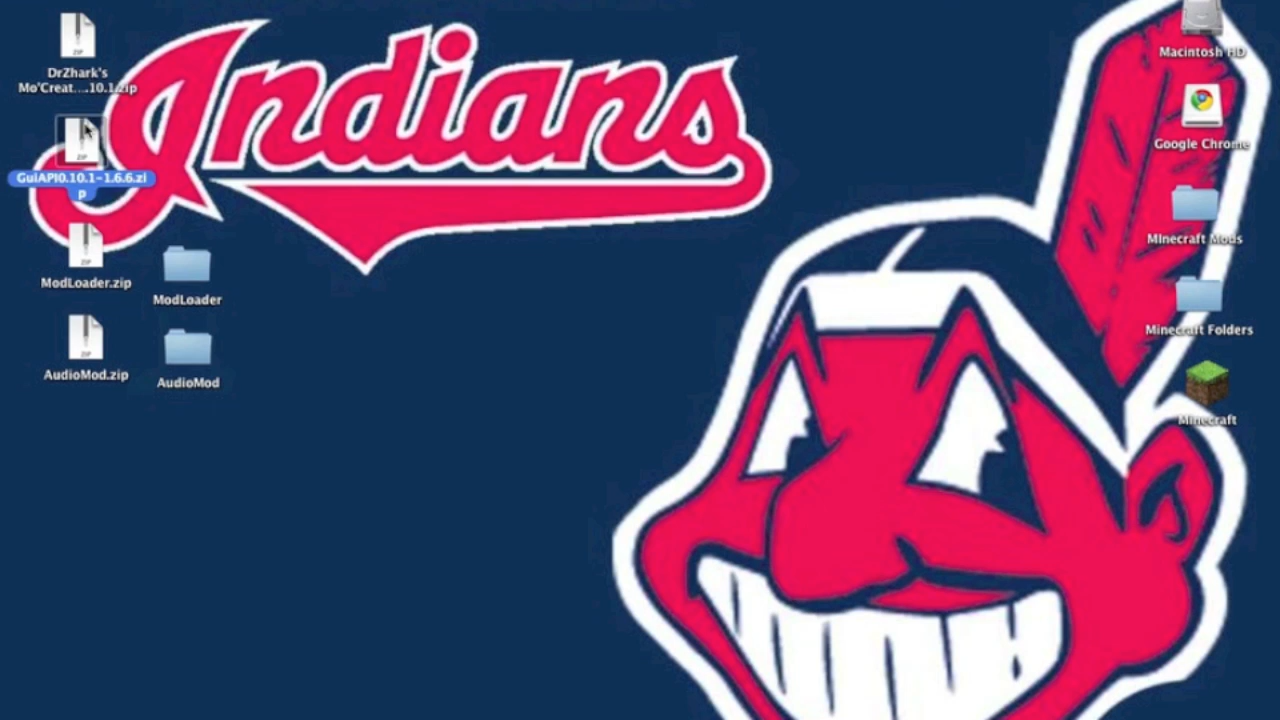 Indians
ZIP
DrZhark's
Mo'Creat....10.1.zip
ZIP
GuiAPI0.10.1-1.6.6.zi
p
ZIP
ModLoader.zip
ModLoader
ZIP
AudioMod.zip
AudioMod
Macintosh HD
Google Chrome
MInecraft Mods
Minecraft Folders
Minecraft